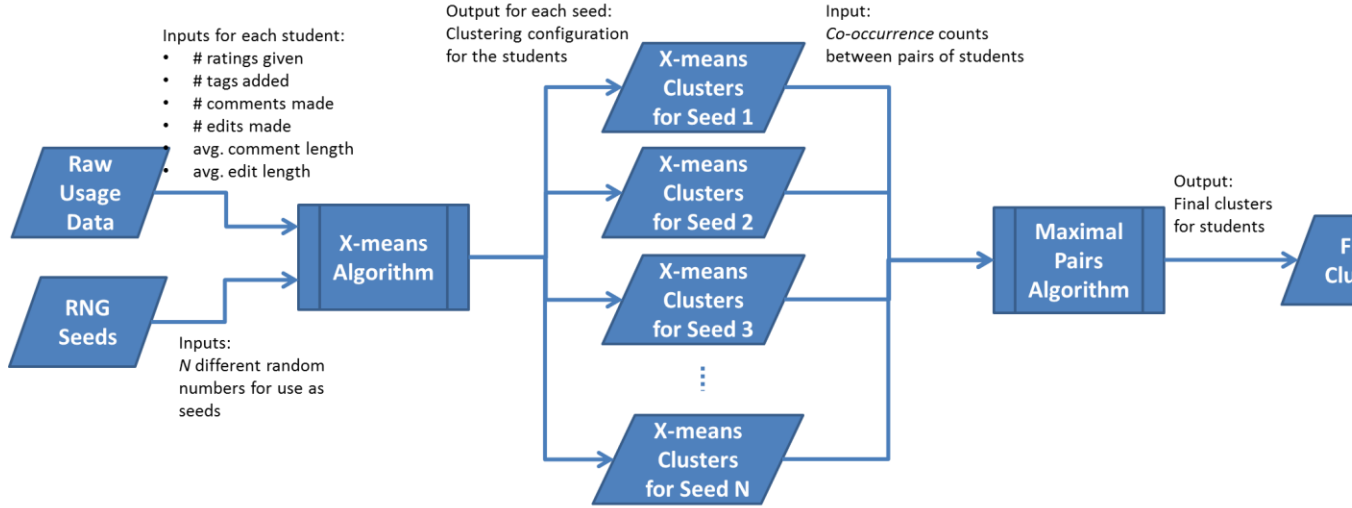 Inputs for each student:
• # ratings given
• # tags added
• # comments made
• # edits made
• avg. comment length
• avg. edit length
Raw
Usage
Data
RNG
Seeds
Inputs:
N different random
numbers for use as
seeds
X-means
Algorithm
Output for each seed:
Clustering configuration
for the students
X-means
Clusters
for Seed 1
X-means
Clusters
for Seed 2
X-means
Clusters
for Seed 3
X-means
Clusters
for Seed N
Input:
Co-occurrence counts
between pairs of students
Maximal
Pairs
Algorithm
Output:
Final clusters
for students